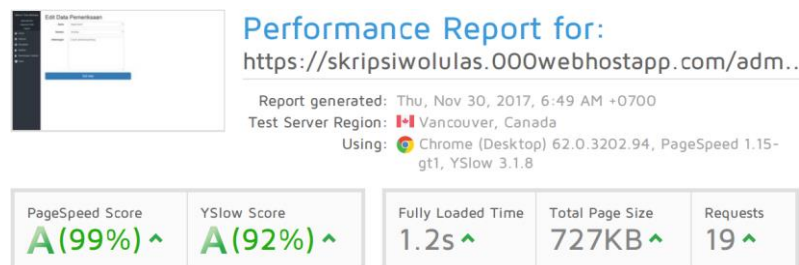 Edit Data Pemeriksaan
Performance Report for:
https://skripsiwolulas.000webhostapp.com/adm..
Report generated: Thu, Nov 30, 2017, 6:49 AM +0700
Test Server Region: Vancouver, Canada
Using: Chrome (Desktop) 62.0.3202.94, PageSpeed 1.15-
gt1, YSlow 3.1.8
PageSpeed Score
A(99%)
YSlow Score
A(92%)
Fully Loaded Time
1.2s
Total Page Size
727KB
Requests
19